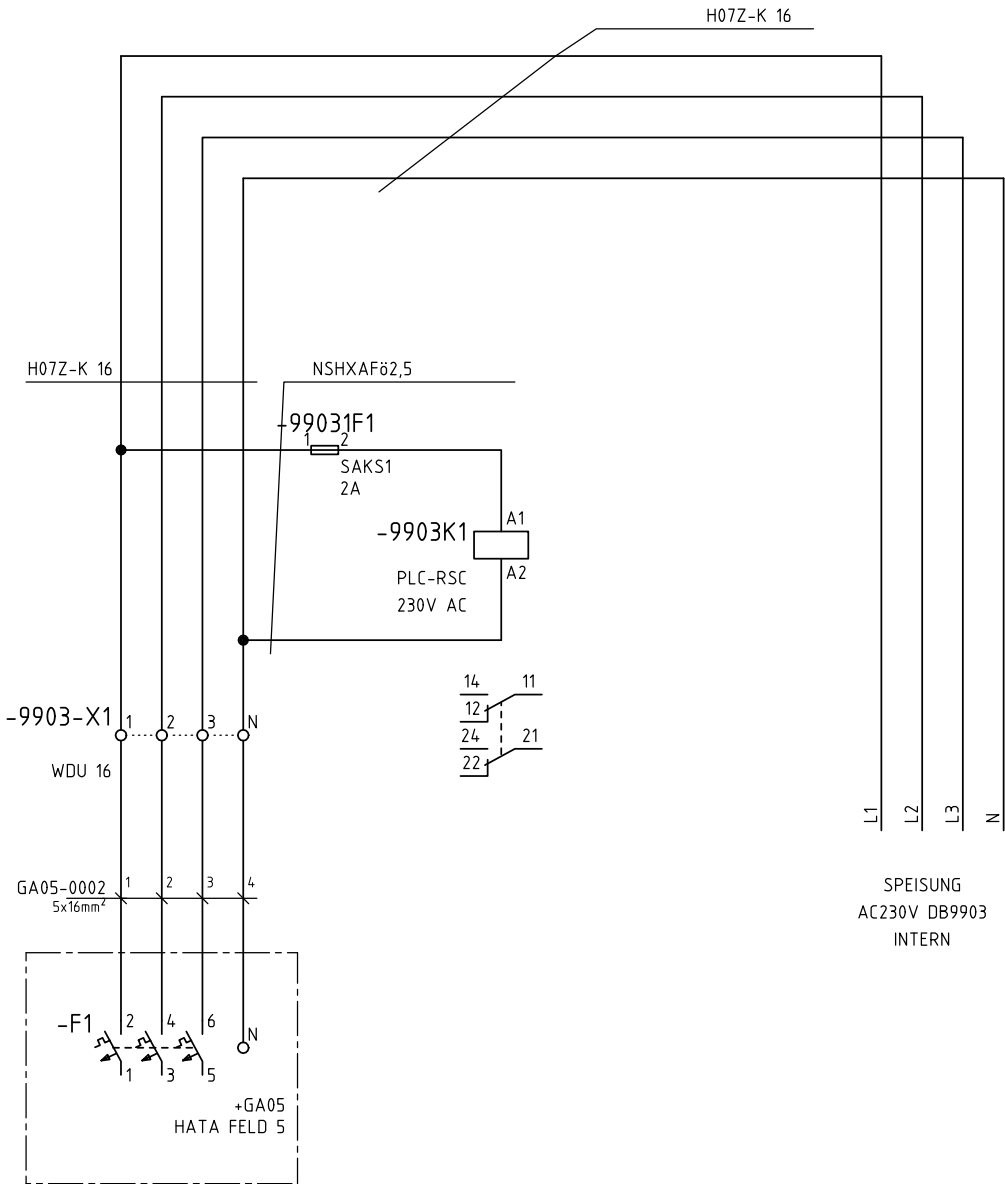 H07Z-K 16
H07Z-K 16
NSHXAFö2,5
-99031F1
1 2
SAKS1
2A
-9903K1
A1
A2
PLC-RSC
230V AC
14 11
12
24 21
22
-9903-X1
1 2 3 N
WDU 16
L1 L2 L3 N
GA05-0002
5x16mm²
1 2 3 4
SPEISUNG
AC230V DB9903
INTERN
-F1
2 4 6 N
1 3 5
+GA05
HATA FELD 5